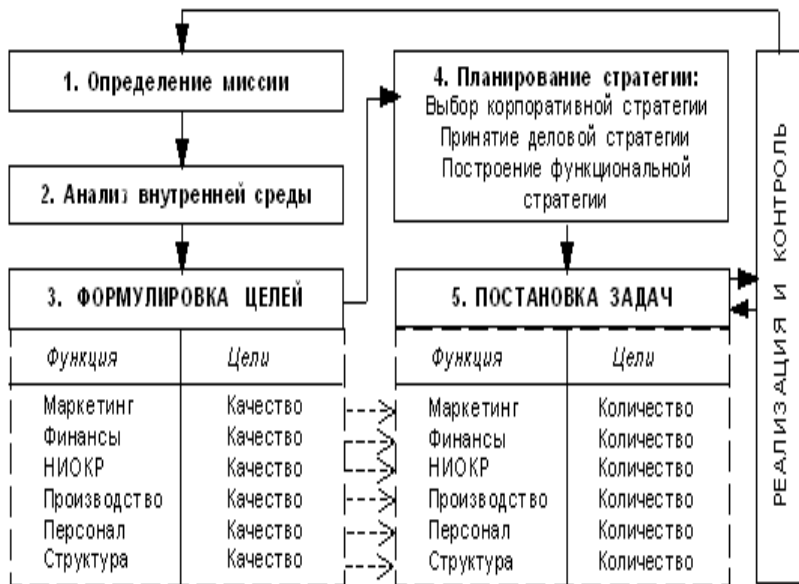 1. Определение миссии
2. Анализ внутренней среды
3. ФОРМУЛИРОВКА ЦЕЛЕЙ
Функция Цели
Маркетинг Качество
Финансы Качество
НИОКР Качество
Производство Качество
Персонал Качество
Структура Качество
4. Планирование стратегии:
Выбор корпоративной стратегии
Принятие деловой стратегии
Построение функциональной
стратегии
5. ПОСТАНОВКА ЗАДАЧ
Функция Цели
Маркетинг Количество
Финансы Количество
НИОКР Количество
Производство Количество
Персонал Количество
Структура Количество
РЕАЛИЗАЦИЯ И КОНТРОЛЬ